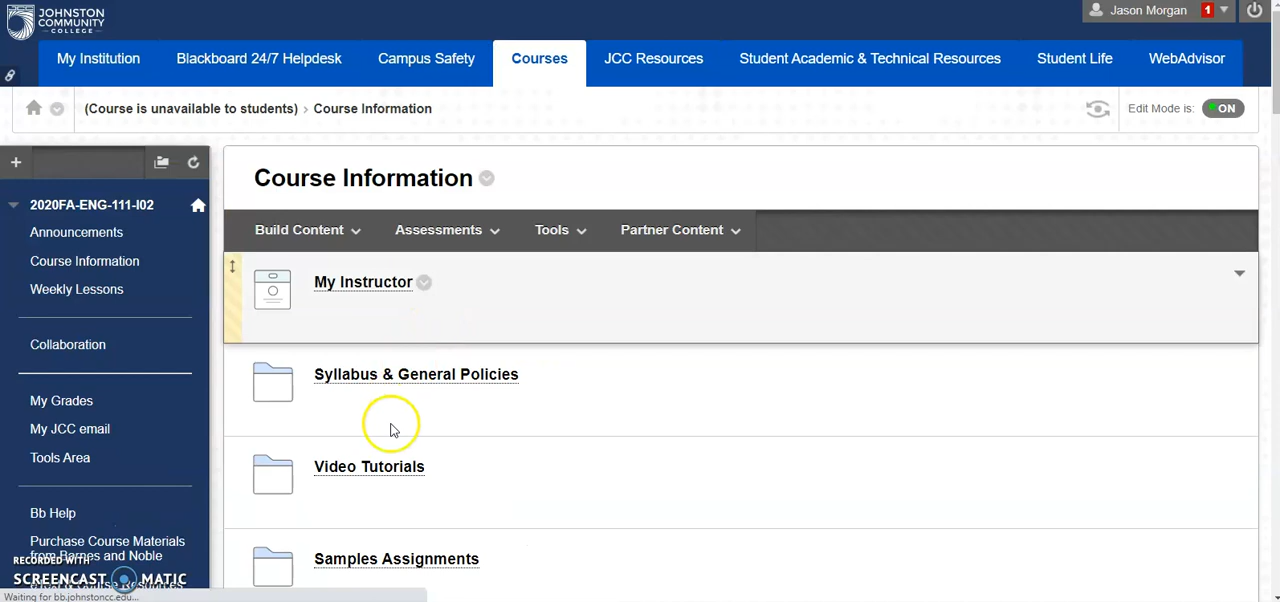 JOHNSTON
COMMUNITY
COLLEGE
Jason Morgan 1
My Institution Blackboard 24/7 Helpdesk Campus Safety Courses JCC Resources Student Academic & Technical Resources Student Life WebAdvisor
(Course is unavailable to students) > Course Information Edit Mode is: ON
2020FA-ENG-111-I02
Announcements
Course Information
Weekly Lessons
Collaboration
My Grades
My JCC email
Tools Area
Bb Help
Purchase Course Materials
from Barnes and Noble
Course Information
Build Content Assessments Tools Partner Content
My Instructor
Syllabus & General Policies
Video Tutorials
Samples Assignments
RECORDED WITH
SCREENCAST MATIC
Waiting for bb.johnstoncc.edu...